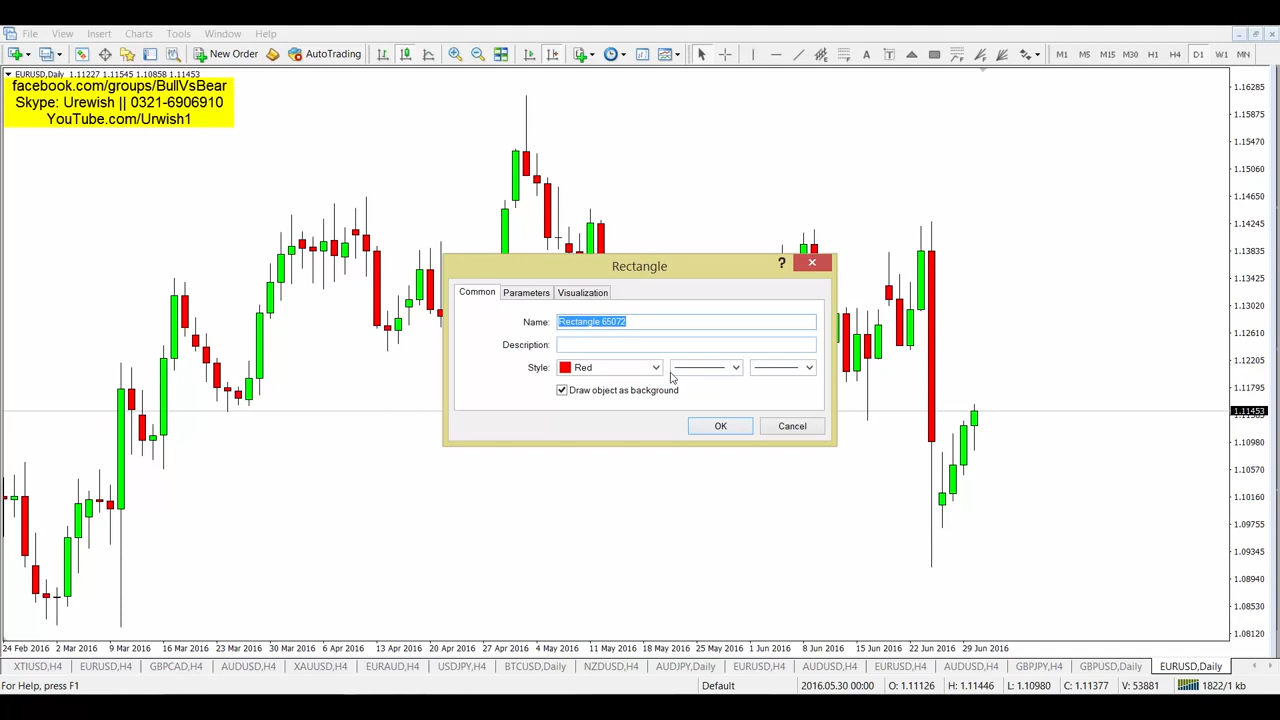 File View Insert Charts Tools Window Help
New Order AutoTrading A T M1 M5 M15 M30 H1 H4 D1 W1 MN
EURUSD,Daily 1.11227 1.11545 1.10858 1.11453
facebook.com/groups/BullVsBear
Skype: Urewish || 0321-6906910
YouTube.com/Urwish1
1.16285
1.15875
1.15470
1.15060
1.14650
1.14245
1.13835
1.13425
1.13020
1.12610
1.12205
1.11795
1.11453
1.10980
1.10570
1.10160
1.09755
1.09345
1.08940
1.08530
1.08120
Rectangle
?
Common Parameters Visualization
Name: Rectangle 65072
Description:
Style: Red
Draw object as background
OK Cancel
24 Feb 2016 2 Mar 2016 9 Mar 2016 16 Mar 2016 23 Mar 2016 30 Mar 2016 6 Apr 2016 13 Apr 2016 20 Apr 2016 27 Apr 2016 4 May 2016 11 May 2016 18 May 2016 25 May 2016 1 Jun 2016 8 Jun 2016 15 Jun 2016 22 Jun 2016 29 Jun 2016
XTIUSD,H4 EURUSD,H4 GBPCAD,H4 AUDUSD,H4 XAUUSD,H4 EURAUD,H4 USDJPY,H4 BTCUSD,Daily NZDUSD,H4 AUDJPY,Daily EURUSD,H4 AUDUSD,H4 EURUSD,H4 AUDUSD,H4 GBPJPY,H4 GBPUSD,Daily EURUSD,Daily
For Help, press F1 Default 2016.05.30 00:00 O: 1.11126 H: 1.11446 L: 1.10980 C: 1.11377 V: 53881 1822/1 kb